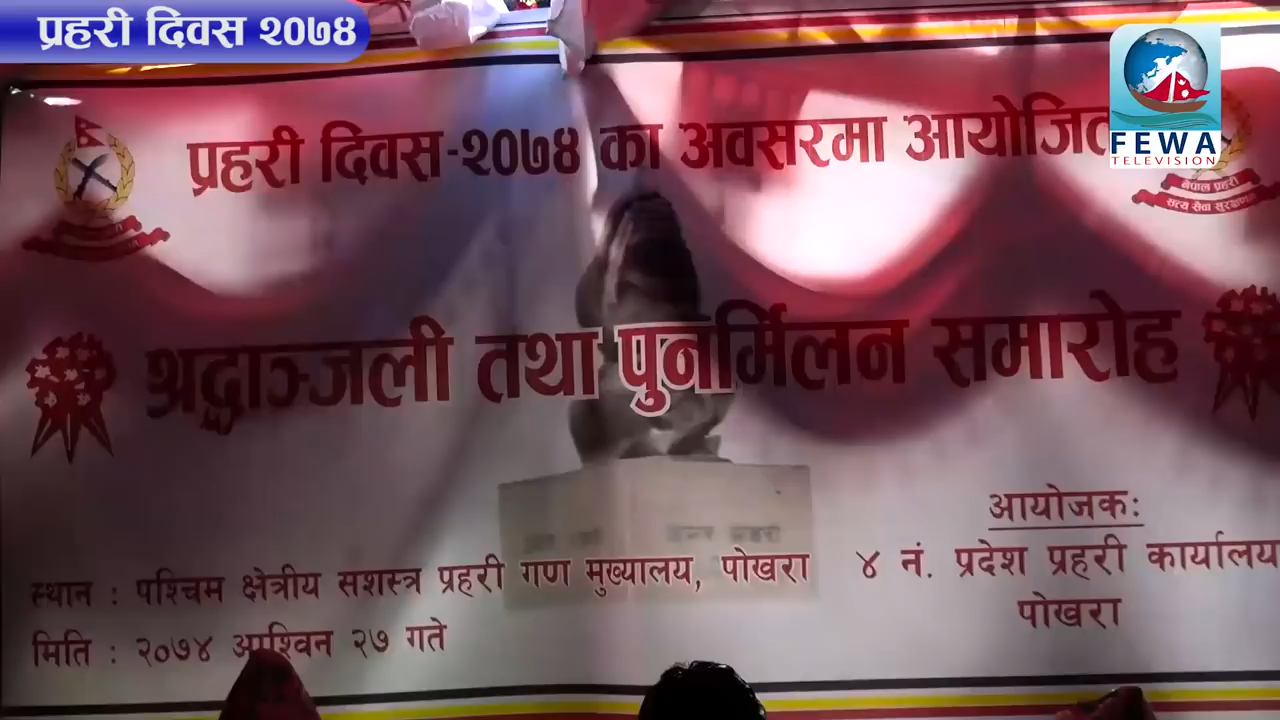 प्रहरी दिवस २०७४
FEWA
TELEVISION
प्रहरी दिवस-२०७४ का अवसरमा आयोजित
नेपाल प्रहरी
सत्य सेवा सुरक्षणम्
श्रद्धाञ्जली तथा पुनर्मिलन समारोह
आयोजक:
स्थान : पश्चिम क्षेत्रीय सशस्त्र प्रहरी गण मुख्यालय, पोखरा
४ नं. प्रदेश प्रहरी कार्यालय
पोखरा
मिति : २०७४ आश्विन २७ गते